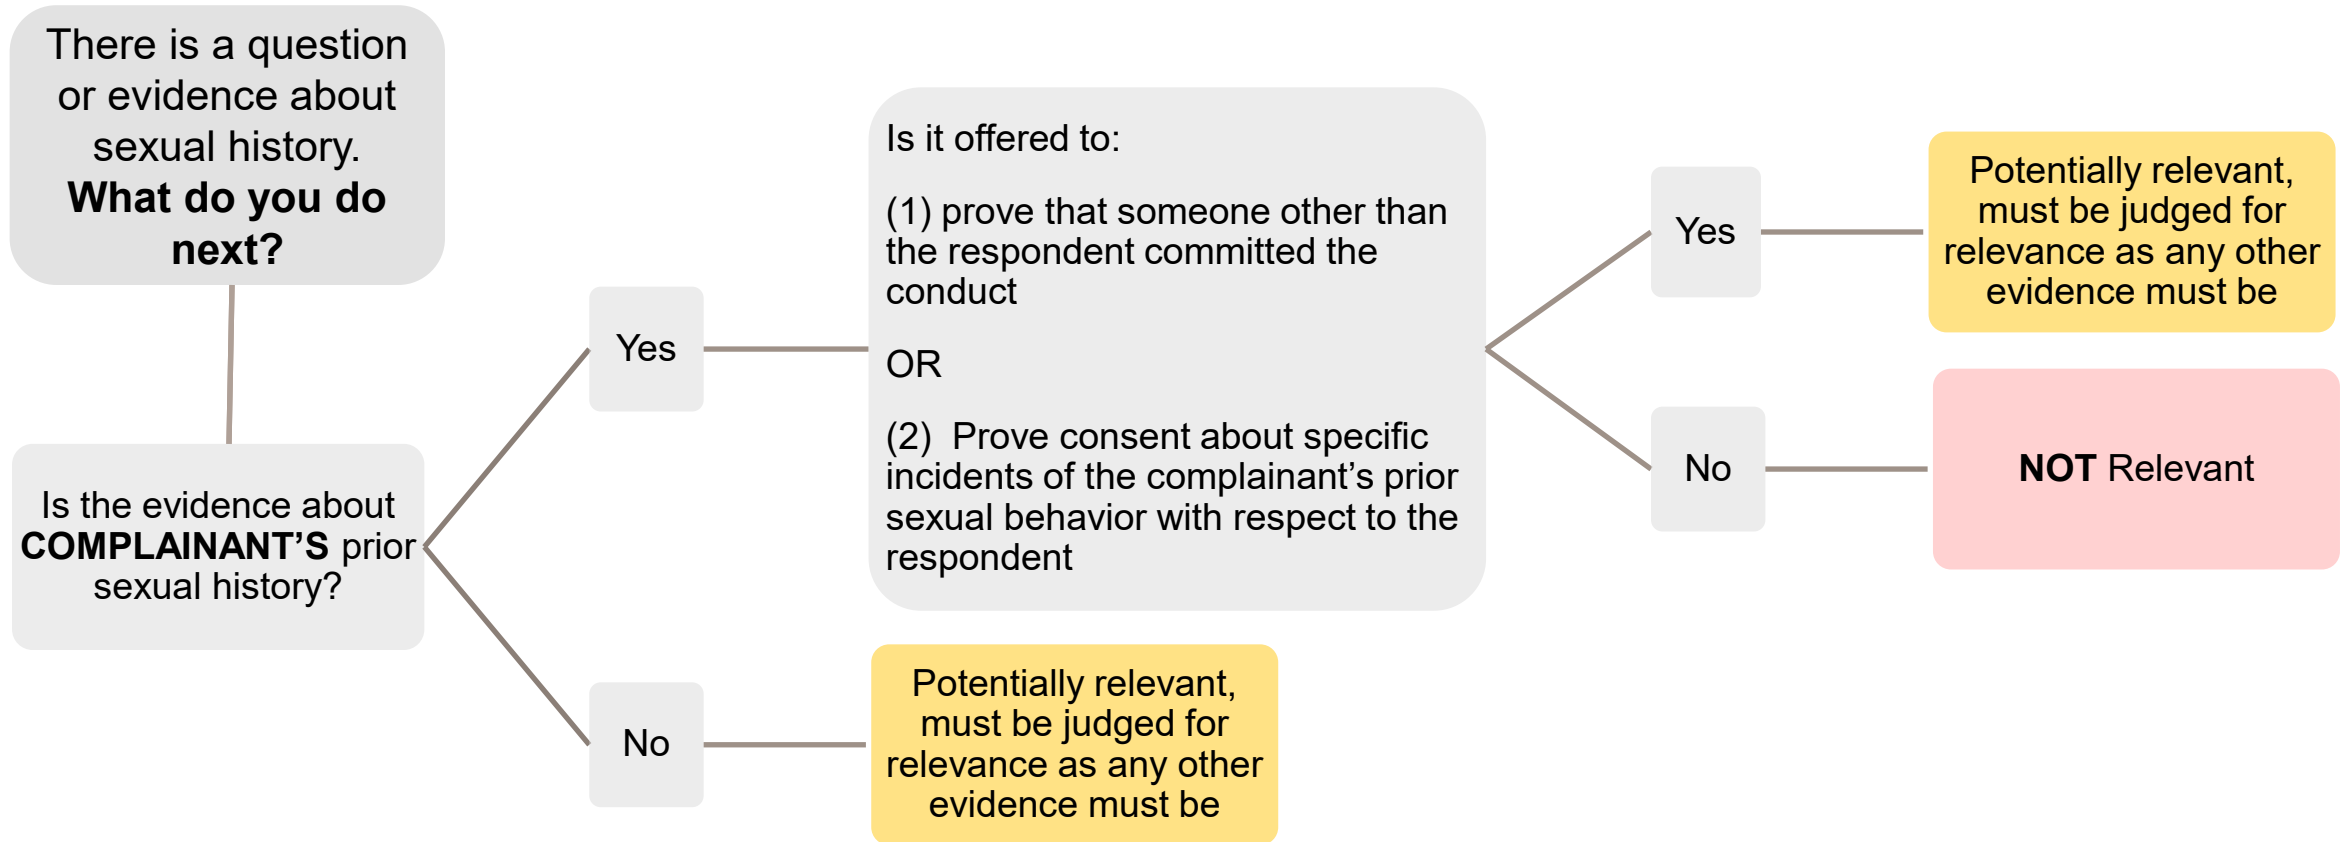 There is a question
or evidence about
sexual history.
What do you do
next?
Is the evidence about
COMPLAINANT’S prior
sexual history?
Yes
No
Is it offered to:
(1) prove that someone other than
the respondent committed the
conduct
OR
(2)  Prove consent about specific
incidents of the complainant’s prior
sexual behavior with respect to the
respondent
Potentially relevant,
must be judged for
relevance as any other
evidence must be
Yes
No
Potentially relevant,
must be judged for
relevance as any other
evidence must be
NOT Relevant